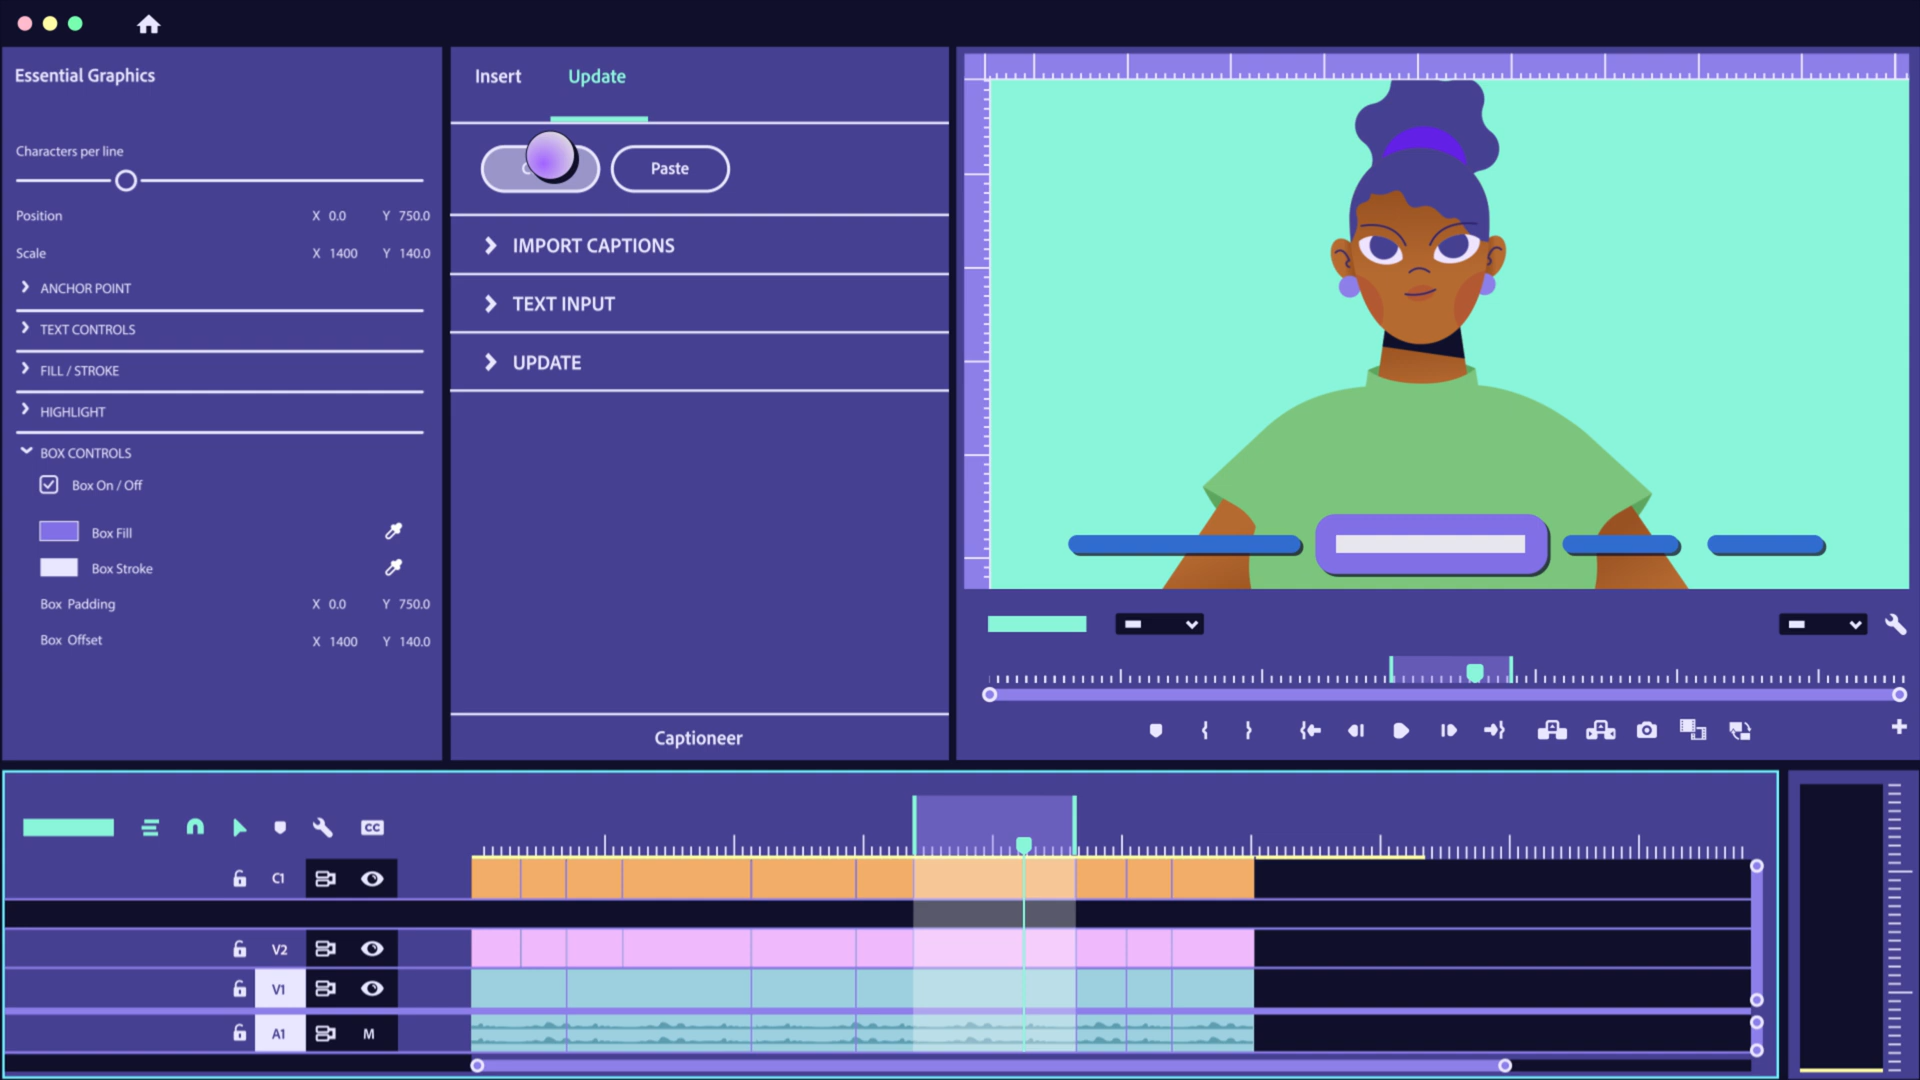 Essential Graphics
Characters per line
Position X 0.0 Y 750.0
Scale X 1400 Y 140.0
ANCHOR POINT
TEXT CONTROLS
FILL / STROKE
HIGHLIGHT
BOX CONTROLS
Box On / Off
Box Fill
Box Stroke
Box Padding X 0.0 Y 750.0
Box Offset X 1400 Y 140.0
Insert Update
Paste
IMPORT CAPTIONS
TEXT INPUT
UPDATE
Captioneer
CC
C1
V2
V1
A1 M